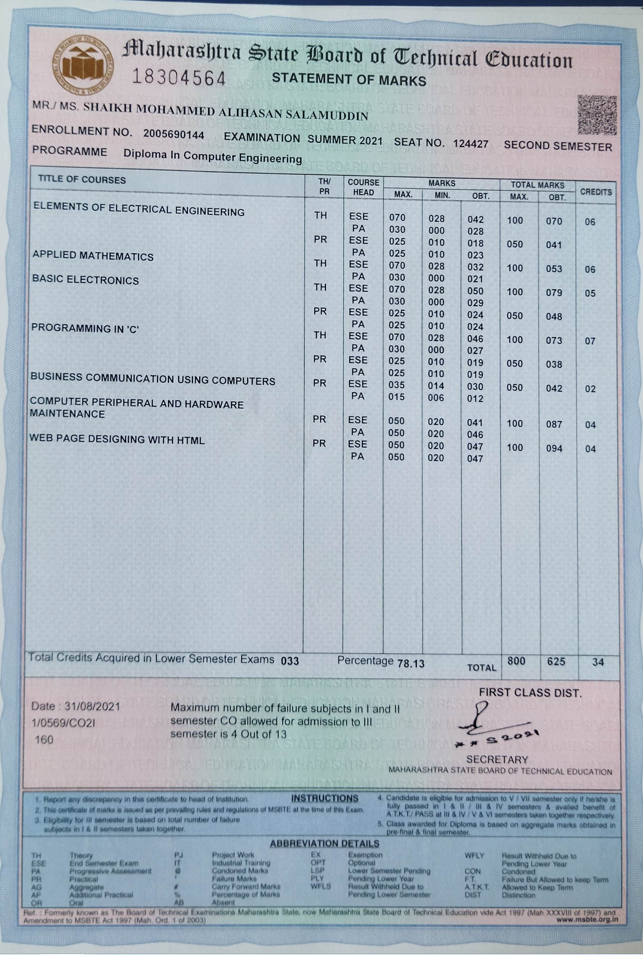 Maharashtra State Board of Technical Education
18304564 STATEMENT OF MARKS
MR./ MS. SHAIKH MOHAMMED ALIHASAN SALAMUDDIN
ENROLLMENT NO. 2005690144 EXAMINATION SUMMER 2021 SEAT NO. 124427 SECOND SEMESTER
PROGRAMME Diploma In Computer Engineering
TITLE OF COURSES TH/ PR COURSE HEAD MARKS TOTAL MARKS CREDITS
MAX. MIN. OBT. MAX. OBT.
ELEMENTS OF ELECTRICAL ENGINEERING TH ESE 070 028 042 100 070 06
PA 030 000 028
PR ESE 025 010 018 050 041
PA 025 010 023
APPLIED MATHEMATICS TH ESE 070 028 032 100 053 06
PA 030 000 021
BASIC ELECTRONICS TH ESE 070 028 050 100 079 05
PA 030 000 029
PR ESE 025 010 024 050 048
PA 025 010 024
PROGRAMMING IN 'C' TH ESE 070 028 046 100 073 07
PA 030 000 027
PR ESE 025 010 019 050 038
PA 025 010 019
BUSINESS COMMUNICATION USING COMPUTERS PR ESE 035 014 030 050 042 02
PA 015 006 012
COMPUTER PERIPHERAL AND HARDWARE
MAINTENANCE PR ESE 050 020 041 100 087 04
PA 050 020 046
WEB PAGE DESIGNING WITH HTML PR ESE 050 020 047 100 094 04
PA 050 020 047
Total Credits Acquired in Lower Semester Exams 033 Percentage 78.13 TOTAL 800 625 34
FIRST CLASS DIST.
Date : 31/08/2021 Maximum number of failure subjects in I and II
1/0569/CO2I semester CO allowed for admission to III
160 semester is 4 Out of 13
** S2021
SECRETARY
MAHARASHTRA STATE BOARD OF TECHNICAL EDUCATION
INSTRUCTIONS
1. Report any discrepancy in this certificate to head of Institution.
2. This certificate of marks is issued as per prevailing rules and regulations of MSBTE at the time of this Exam.
3. Eligibility for III semester is based on total number of failure
subjects in I & II semesters taken together.
4. Candidate is eligible for admission to V / VII semester only if he/she is
fully passed in I & II / III & IV semesters & availed benefit of
A.T.K.T./ PASS at III & IV / V & VI semesters taken together respectively.
5. Class awarded for Diploma is based on aggregate marks obtained in
pre-final & final semester.
ABBREVIATION DETAILS
TH Theory PJ Project Work EX Exemption WFLY Result Withheld Due to
ESE End Semester Exam IT Industrial Training OPT Optional Pending Lower Year
PA Progressive Assessment @ Condoned Marks LSP Lower Semester Pending CON Condoned
PR Practical * Failure Marks PLY Pending Lower Year F.T. Failure But Allowed to keep Term
AG Aggregate # Carry Forward Marks WFLS Result Withheld Due to A.T.K.T. Allowed to Keep Term
AP Additional Practical % Percentage of Marks Pending Lower Semester DIST Distinction
OR Oral AB Absent
Ref. : Formerly known as The Board of Technical Examinations Maharashtra State, now Maharashtra State Board of Technical Education vide Act 1997 (Mah XXXVIII of 1997) and
Amendment to MSBTE Act 1997 (Mah. Ord. 1 of 2003) www.msbte.org.in